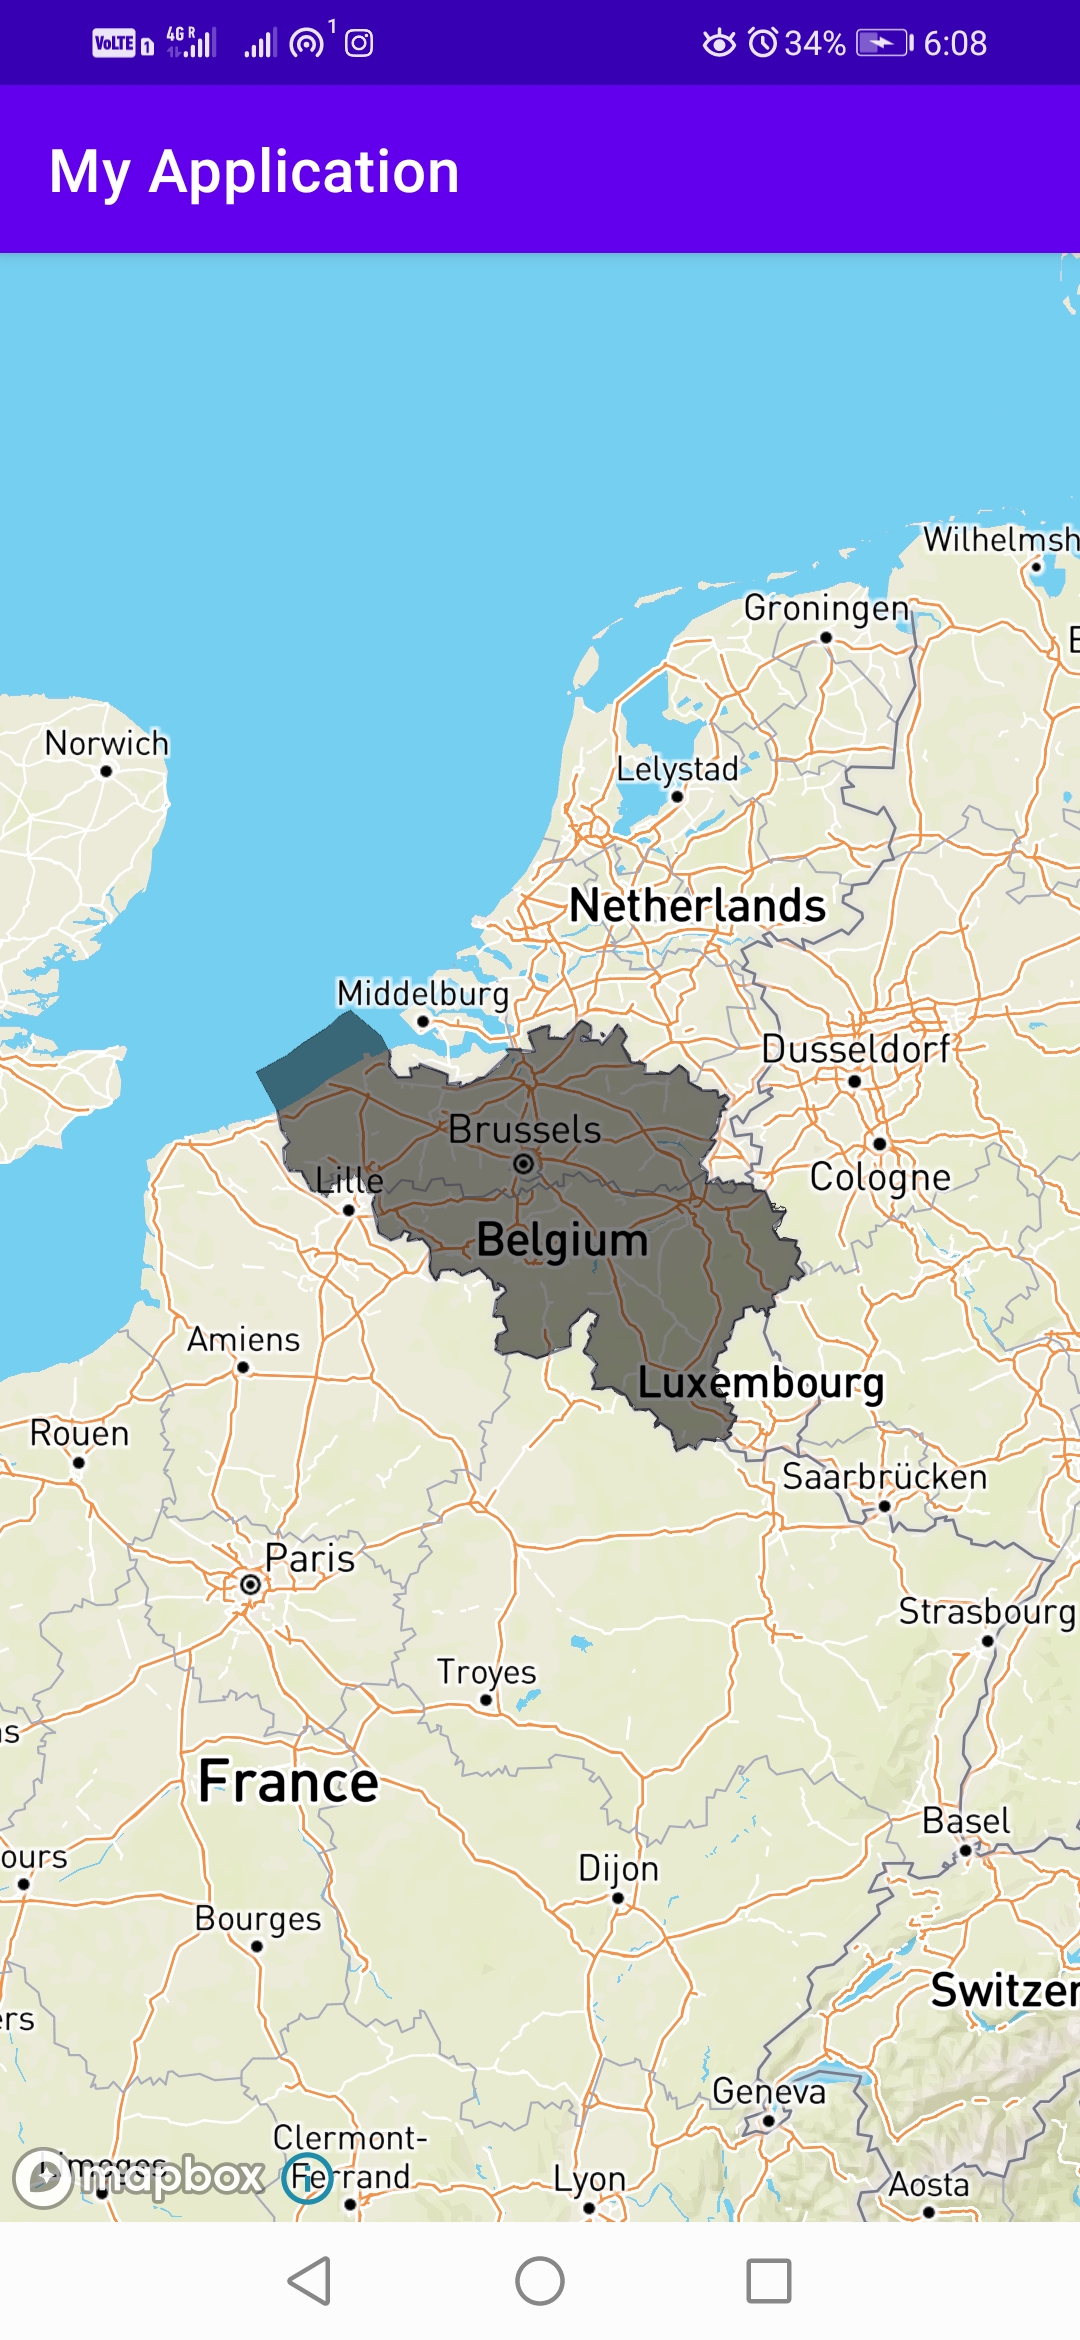 VoLTE 1 4G R 1 34% 6:08
My Application
Wilhelmsh
Groningen
E
Norwich
Lelystad
Netherlands
Middelburg
Dusseldorf
Brussels
Cologne
Lille
Belgium
Amiens
Luxembourg
Rouen
Saarbrücken
Paris
Strasbourg
Troyes
as
France
Basel
ours
Dijon
Bourges
Switzer
ers
Geneva
Clermont-
Ferrand
Limoges
mapbox
i
Lyon
Aosta